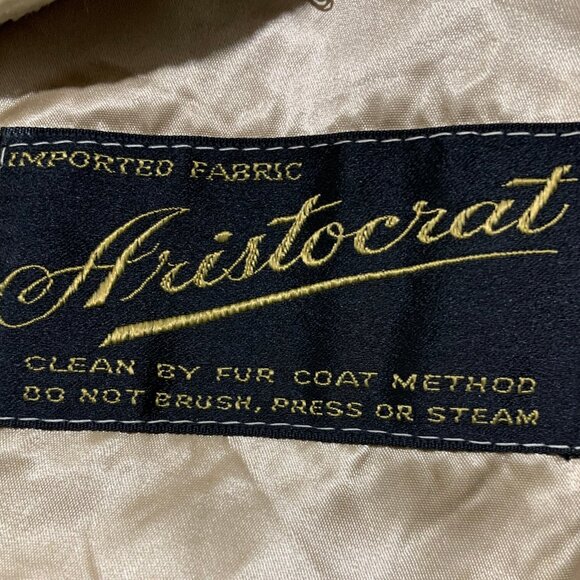 IMPORTED FABRIC
Aristocrat
CLEAN BY FUR COAT METHOD
DO NOT BRUSH, PRESS OR STEAM